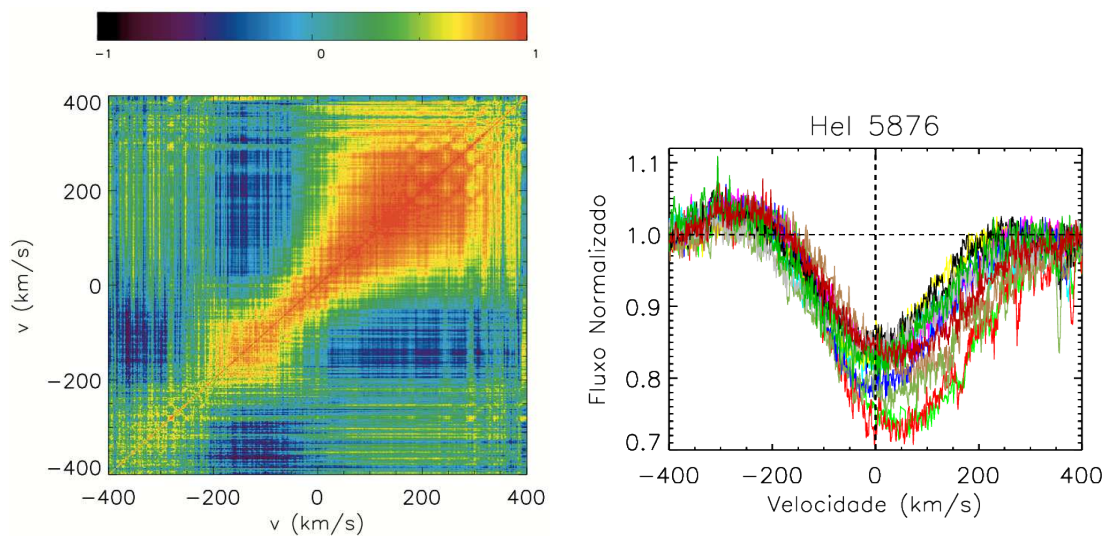 -1 0 1
400
200
0
-200
-400
v (km/s)
-400 -200 0 200 400
v (km/s)
HeI 5876
1.1
1.0
0.9
0.8
0.7
Fluxo Normalizado
-400 -200 0 200 400
Velocidade (km/s)